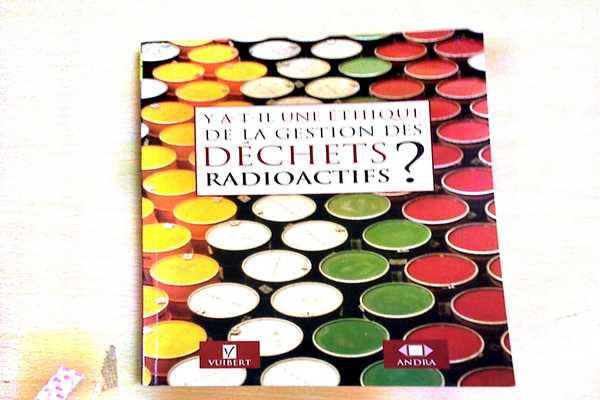 Y A-T-IL UNE ÉTHIQUE
DE LA GESTION DES
DÉCHETS
RADIOACTIFS ?
VUIBERT
ANDRA